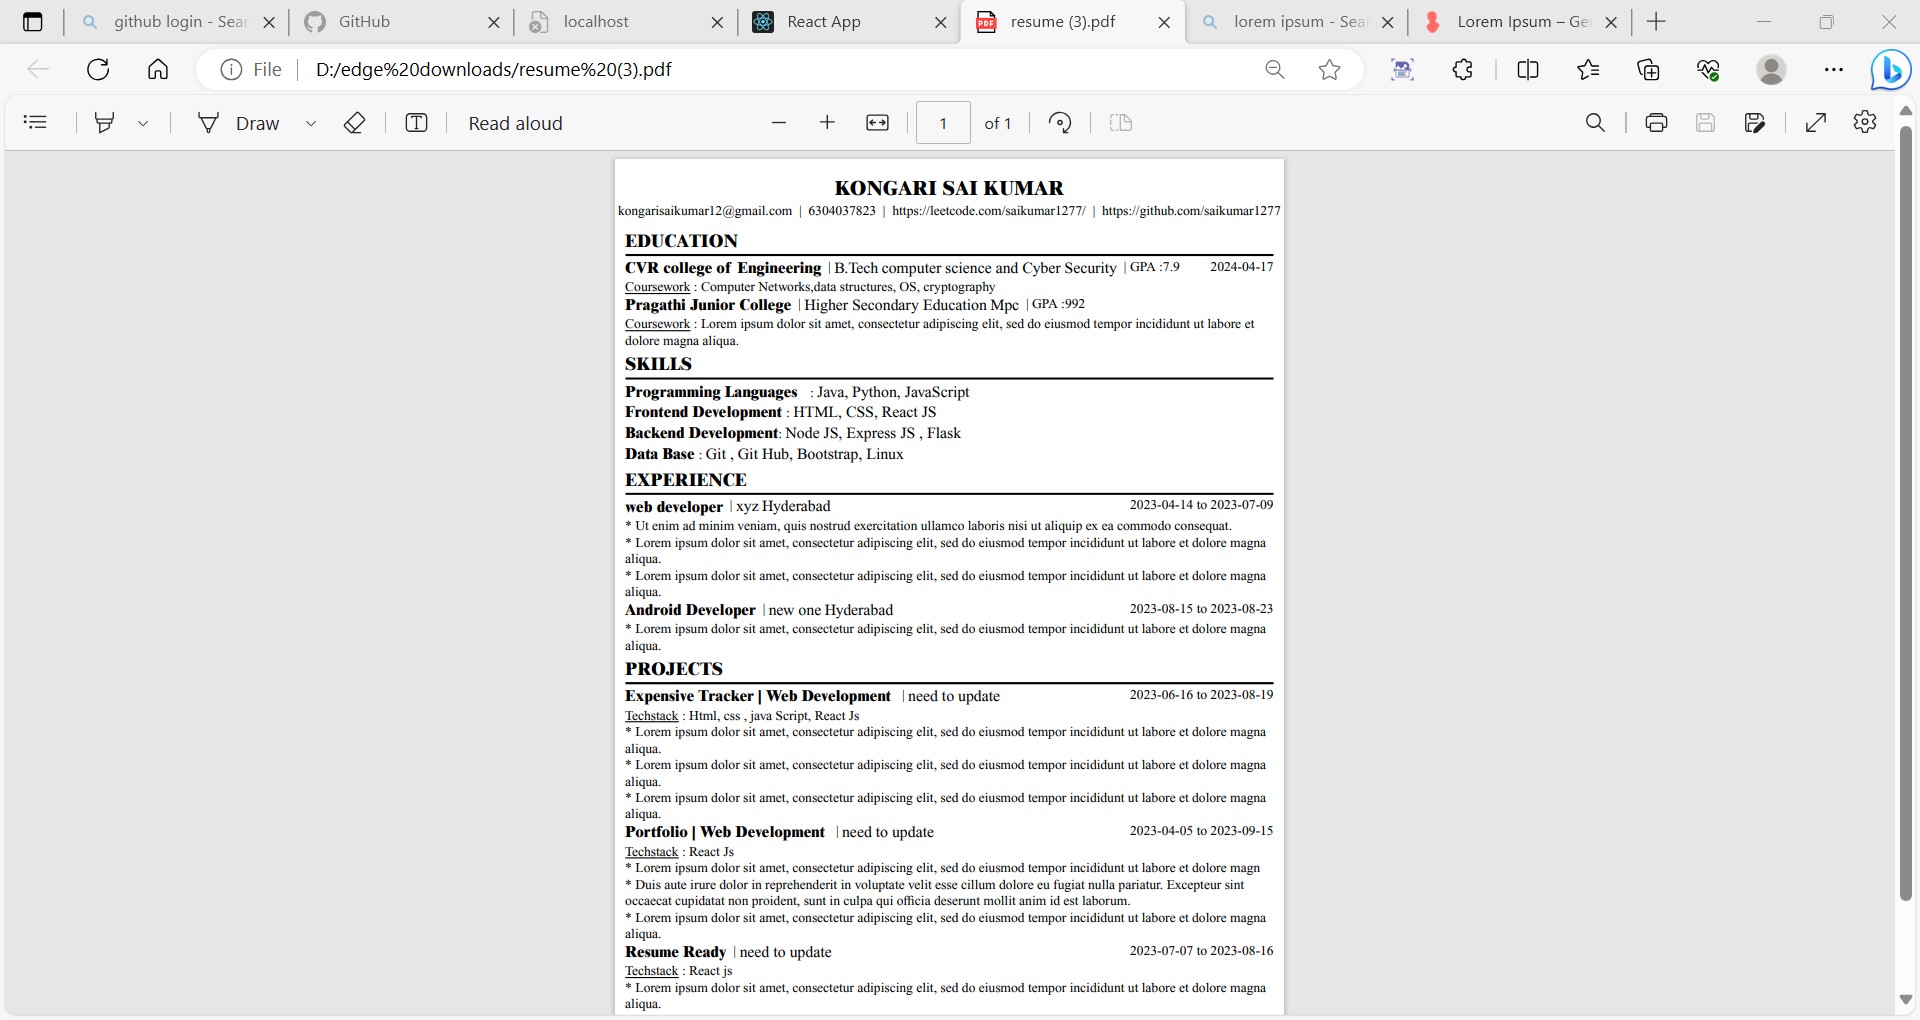 github login - Sear
GitHub
localhost
React App
resume (3).pdf
lorem ipsum - Sea
Lorem Ipsum – Ge
File
D:/edge%20downloads/resume%20(3).pdf
Draw
Read aloud
1
of 1
KONGARI SAI KUMAR
kongarisaikumar12@gmail.com | 6304037823 | https://leetcode.com/saikumar1277/ | https://github.com/saikumar1277
EDUCATION
CVR college of Engineering | B.Tech computer science and Cyber Security | GPA :7.9 2024-04-17
Coursework : Computer Networks,data structures, OS, cryptography
Pragathi Junior College | Higher Secondary Education Mpc | GPA :992
Coursework : Lorem ipsum dolor sit amet, consectetur adipiscing elit, sed do eiusmod tempor incididunt ut labore et
dolore magna aliqua.
SKILLS
Programming Languages : Java, Python, JavaScript
Frontend Development : HTML, CSS, React JS
Backend Development: Node JS, Express JS , Flask
Data Base : Git , Git Hub, Bootstrap, Linux
EXPERIENCE
web developer | xyz Hyderabad 2023-04-14 to 2023-07-09
* Ut enim ad minim veniam, quis nostrud exercitation ullamco laboris nisi ut aliquip ex ea commodo consequat.
* Lorem ipsum dolor sit amet, consectetur adipiscing elit, sed do eiusmod tempor incididunt ut labore et dolore magna
aliqua.
* Lorem ipsum dolor sit amet, consectetur adipiscing elit, sed do eiusmod tempor incididunt ut labore et dolore magna
aliqua.
Android Developer | new one Hyderabad 2023-08-15 to 2023-08-23
* Lorem ipsum dolor sit amet, consectetur adipiscing elit, sed do eiusmod tempor incididunt ut labore et dolore magna
aliqua.
PROJECTS
Expensive Tracker | Web Development | need to update 2023-06-16 to 2023-08-19
Techstack : Html, css , java Script, React Js
* Lorem ipsum dolor sit amet, consectetur adipiscing elit, sed do eiusmod tempor incididunt ut labore et dolore magna
aliqua.
* Lorem ipsum dolor sit amet, consectetur adipiscing elit, sed do eiusmod tempor incididunt ut labore et dolore magna
aliqua.
* Lorem ipsum dolor sit amet, consectetur adipiscing elit, sed do eiusmod tempor incididunt ut labore et dolore magna
aliqua.
Portfolio | Web Development | need to update 2023-04-05 to 2023-09-15
Techstack : React Js
* Lorem ipsum dolor sit amet, consectetur adipiscing elit, sed do eiusmod tempor incididunt ut labore et dolore magn
* Duis aute irure dolor in reprehenderit in voluptate velit esse cillum dolore eu fugiat nulla pariatur. Excepteur sint
occaecat cupidatat non proident, sunt in culpa qui officia deserunt mollit anim id est laborum.
* Lorem ipsum dolor sit amet, consectetur adipiscing elit, sed do eiusmod tempor incididunt ut labore et dolore magna
aliqua.
Resume Ready | need to update 2023-07-07 to 2023-08-16
Techstack : React js
* Lorem ipsum dolor sit amet, consectetur adipiscing elit, sed do eiusmod tempor incididunt ut labore et dolore magna
aliqua.